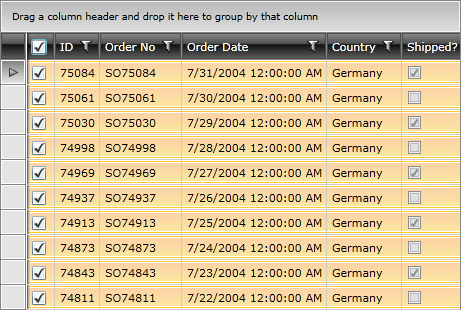 Drag a column header and drop it here to group by that column
ID Order No Order Date Country Shipped?
75084 SO75084 7/31/2004 12:00:00 AM Germany
75061 SO75061 7/30/2004 12:00:00 AM Germany
75030 SO75030 7/29/2004 12:00:00 AM Germany
74998 SO74998 7/28/2004 12:00:00 AM Germany
74969 SO74969 7/27/2004 12:00:00 AM Germany
74937 SO74937 7/26/2004 12:00:00 AM Germany
74913 SO74913 7/25/2004 12:00:00 AM Germany
74873 SO74873 7/24/2004 12:00:00 AM Germany
74843 SO74843 7/23/2004 12:00:00 AM Germany
74811 SO74811 7/22/2004 12:00:00 AM Germany